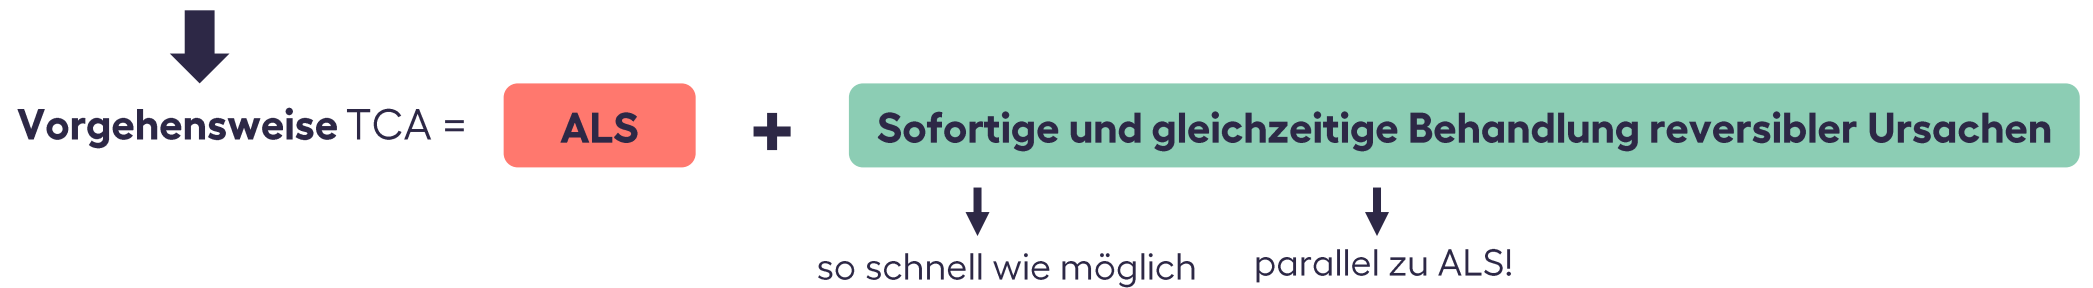 Vorgehensweise TCA = ALS + Sofortige und gleichzeitige Behandlung reversibler Ursachen
so schnell wie möglich parallel zu ALS!